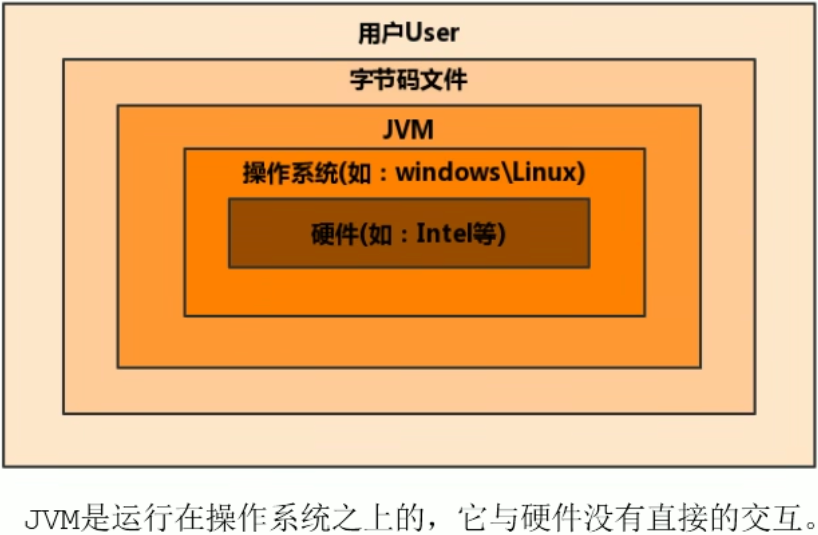 用户User
字节码文件
JVM
操作系统(如：windows\Linux)
硬件(如：Intel等)
JVM是运行在操作系统之上的，它与硬件没有直接的交互。